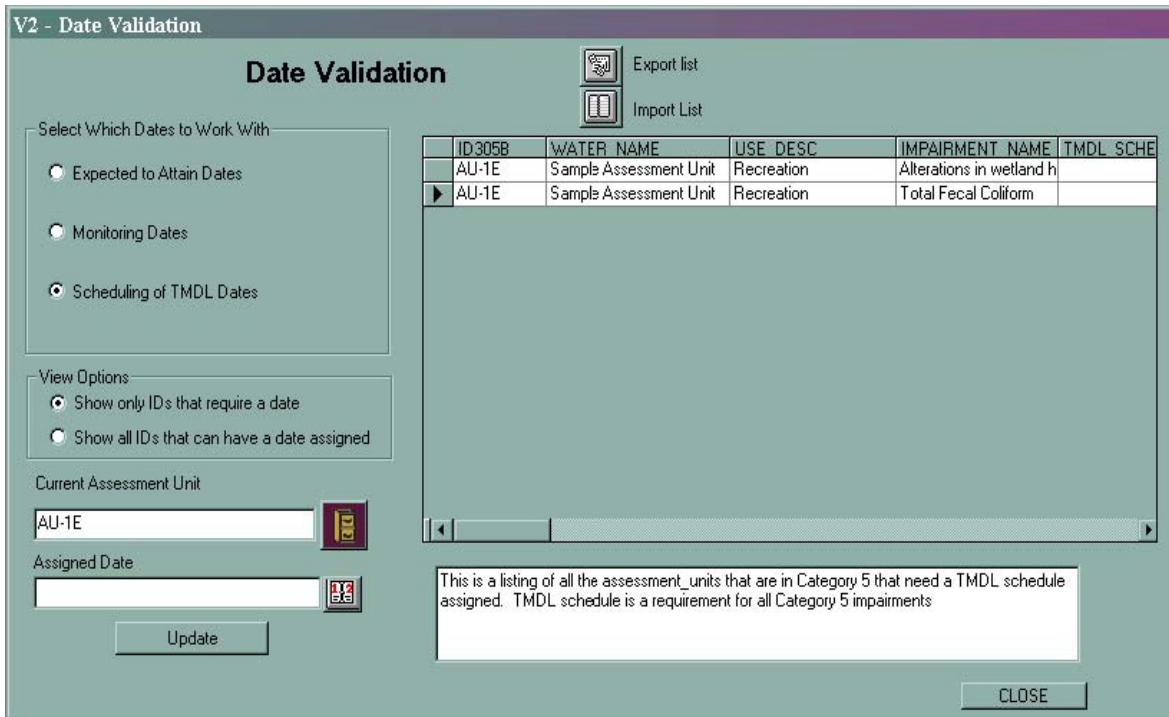 V2 - Date Validation
Date Validation
Export list
Import List
Select Which Dates to Work With
Expected to Attain Dates
Monitoring Dates
Scheduling of TMDL Dates
View Options
Show only IDs that require a date
Show all IDs that can have a date assigned
Current Assessment Unit
AU-1E
Assigned Date
Update
ID305B WATER_NAME USE_DESC IMPAIRMENT_NAME TMDL_SCHE
AU-1E Sample Assessment Unit Recreation Alterations in wetland h
AU-1E Sample Assessment Unit Recreation Total Fecal Coliform
This is a listing of all the assessment_units that are in Category 5 that need a TMDL schedule
assigned. TMDL schedule is a requirement for all Category 5 impairments
CLOSE